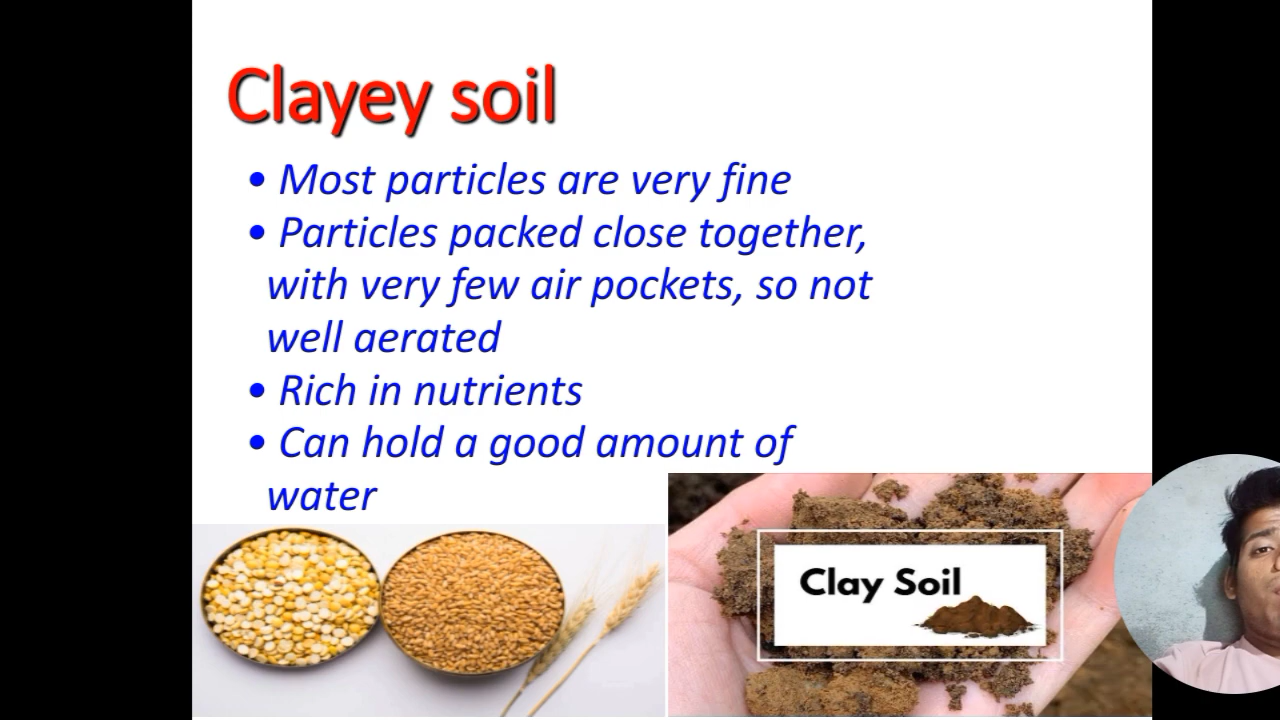 Clayey soil
• Most particles are very fine
• Particles packed close together,
with very few air pockets, so not
well aerated
• Rich in nutrients
• Can hold a good amount of
water
Clay Soil